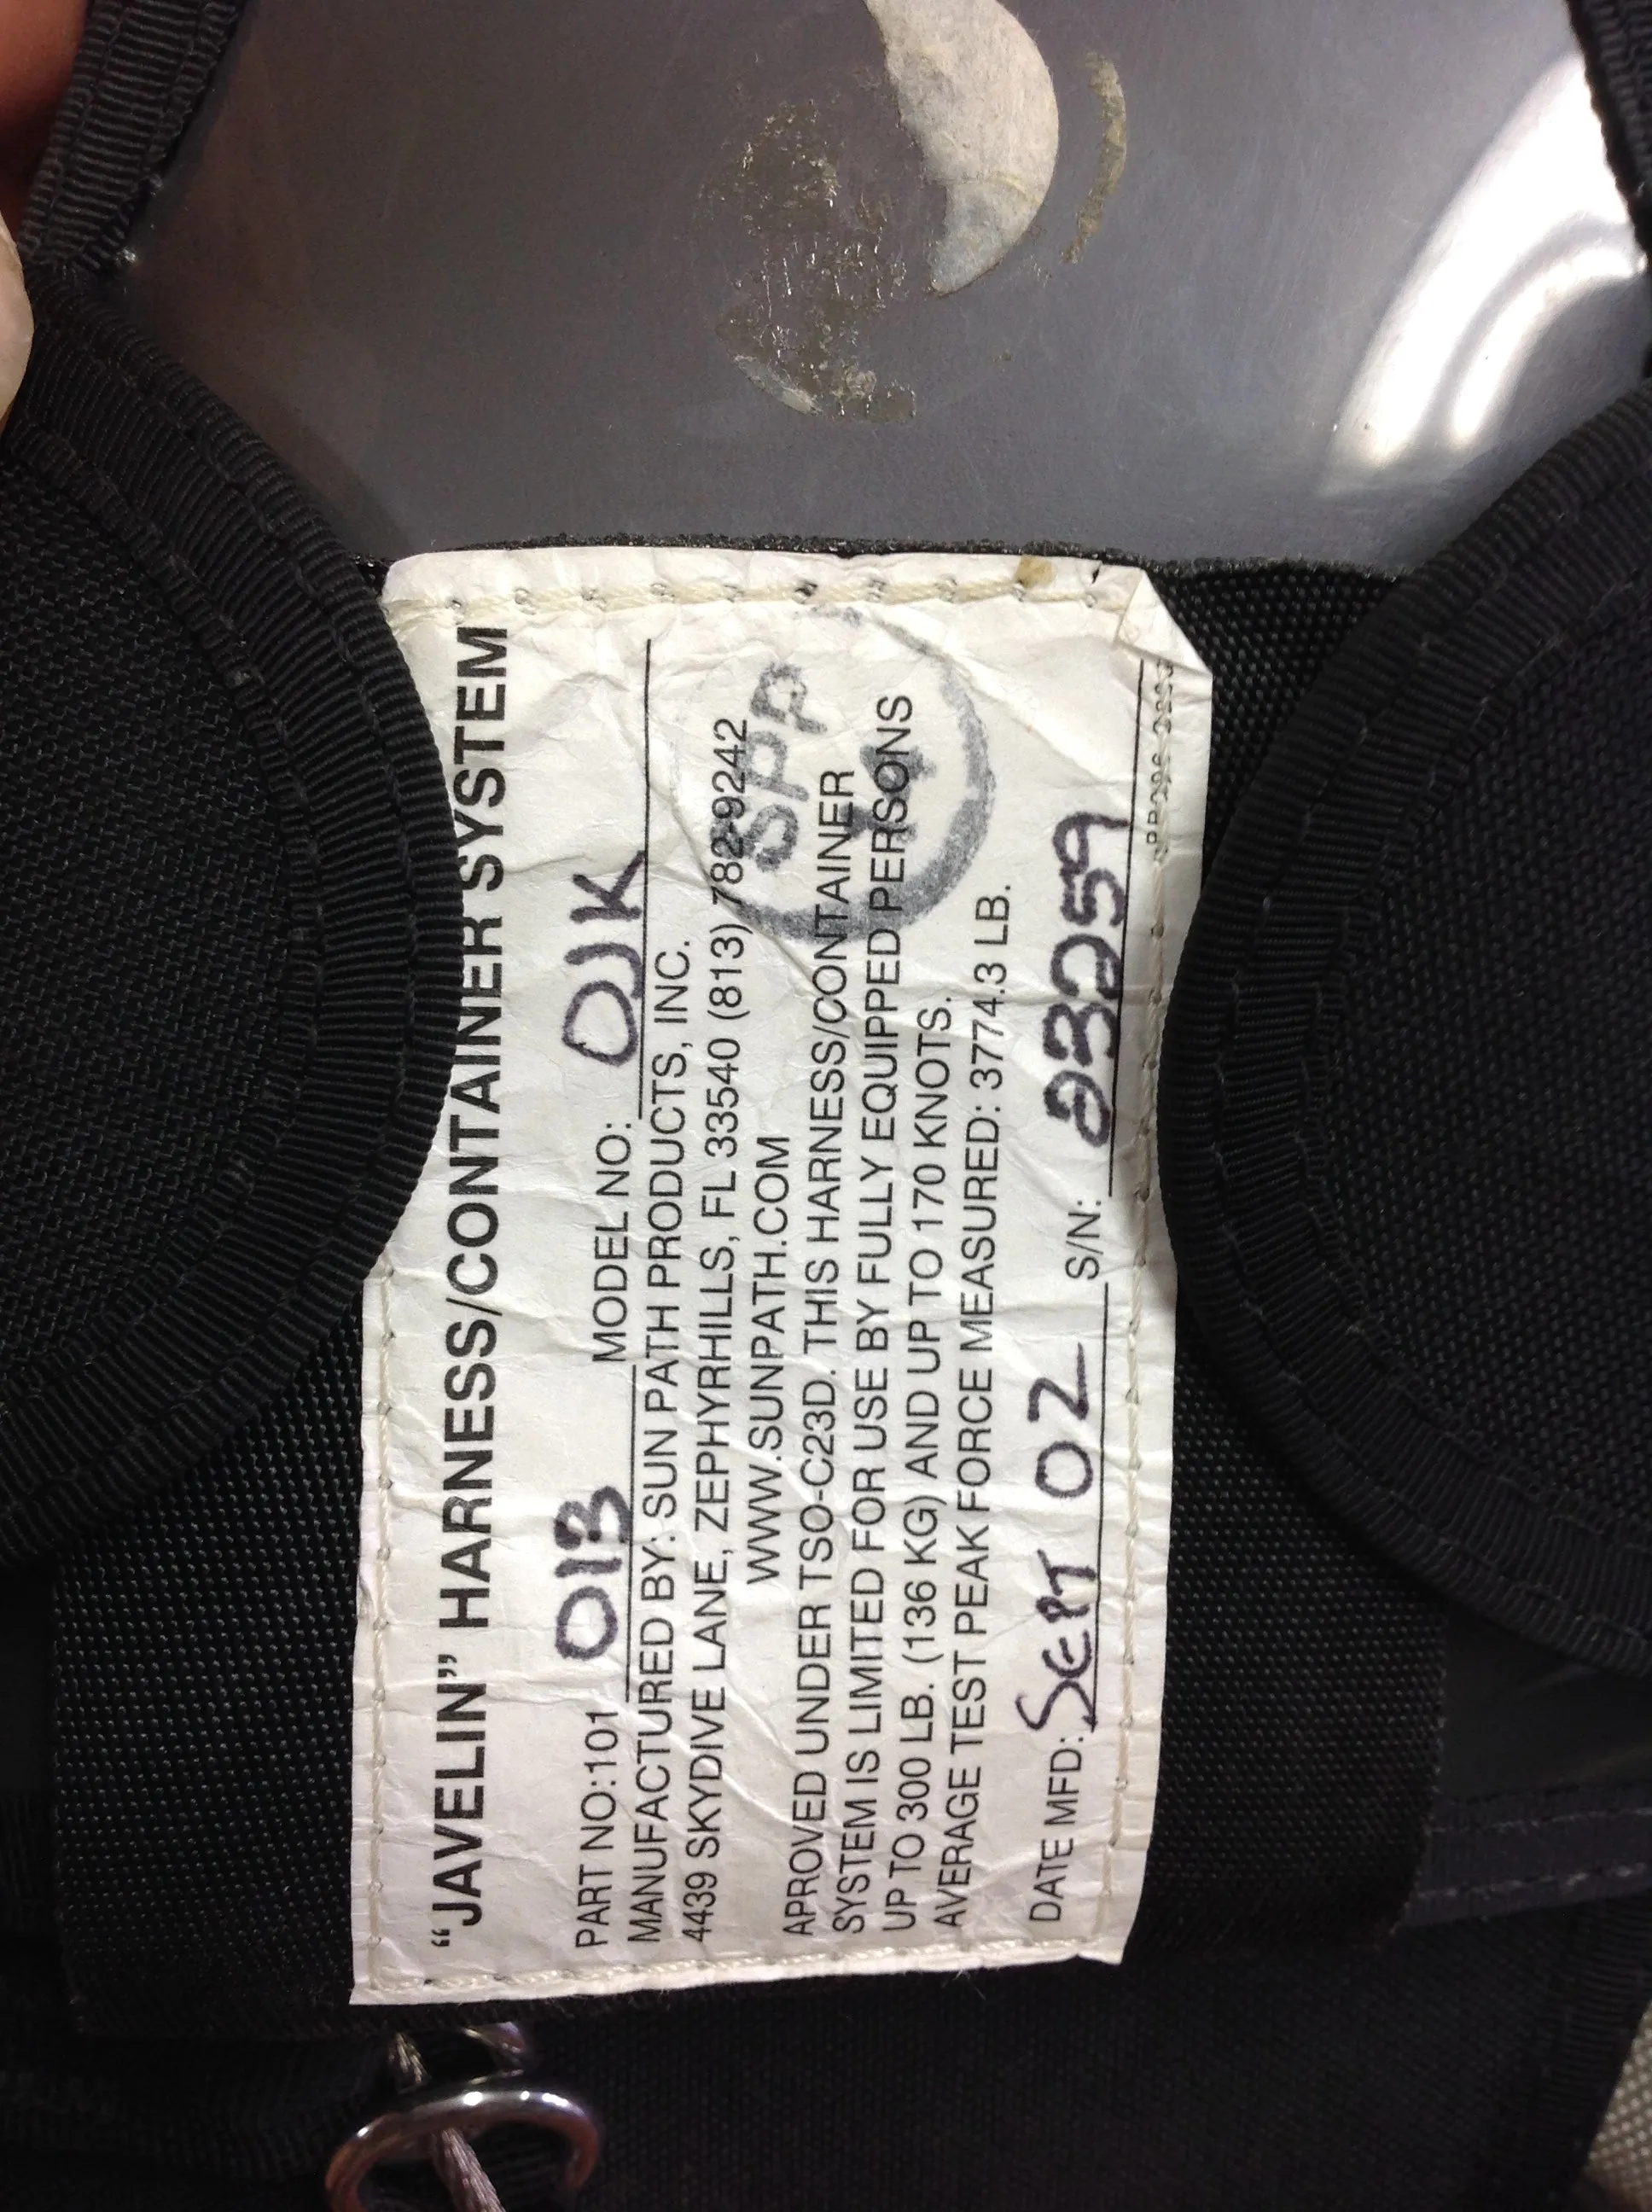 “JAVELIN” HARNESS/CONTAINER SYSTEM
PART NO:101 01B MODEL NO: OJK
MANUFACTURED BY: SUN PATH PRODUCTS, INC.
4439 SKYDIVE LANE, ZEPHYRHILLS, FL 33540 (813) 782-9242
WWW.SUNPATH.COM
APPROVED UNDER TSO-C23D. THIS HARNESS/CONTAINER
SYSTEM IS LIMITED FOR USE BY FULLY EQUIPPED PERSONS
UP TO 300 LB. (136 KG) AND UP TO 170 KNOTS.
AVERAGE TEST PEAK FORCE MEASURED: 3774.3 LB.
DATE MFD: SEPT 02 S/N: 23259
SPP